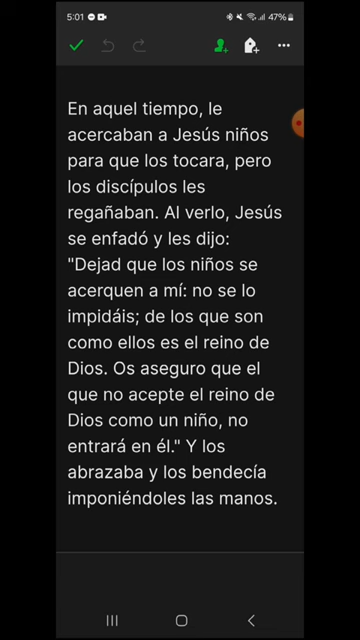 5:01
47%
En aquel tiempo, le
acercaban a Jesús niños
para que los tocara, pero
los discípulos les
regañaban. Al verlo, Jesús
se enfadó y les dijo:
"Dejad que los niños se
acerquen a mí: no se lo
impidáis; de los que son
como ellos es el reino de
Dios. Os aseguro que el
que no acepte el reino de
Dios como un niño, no
entrará en él." Y los
abrazaba y los bendecía
imponiéndoles las manos.